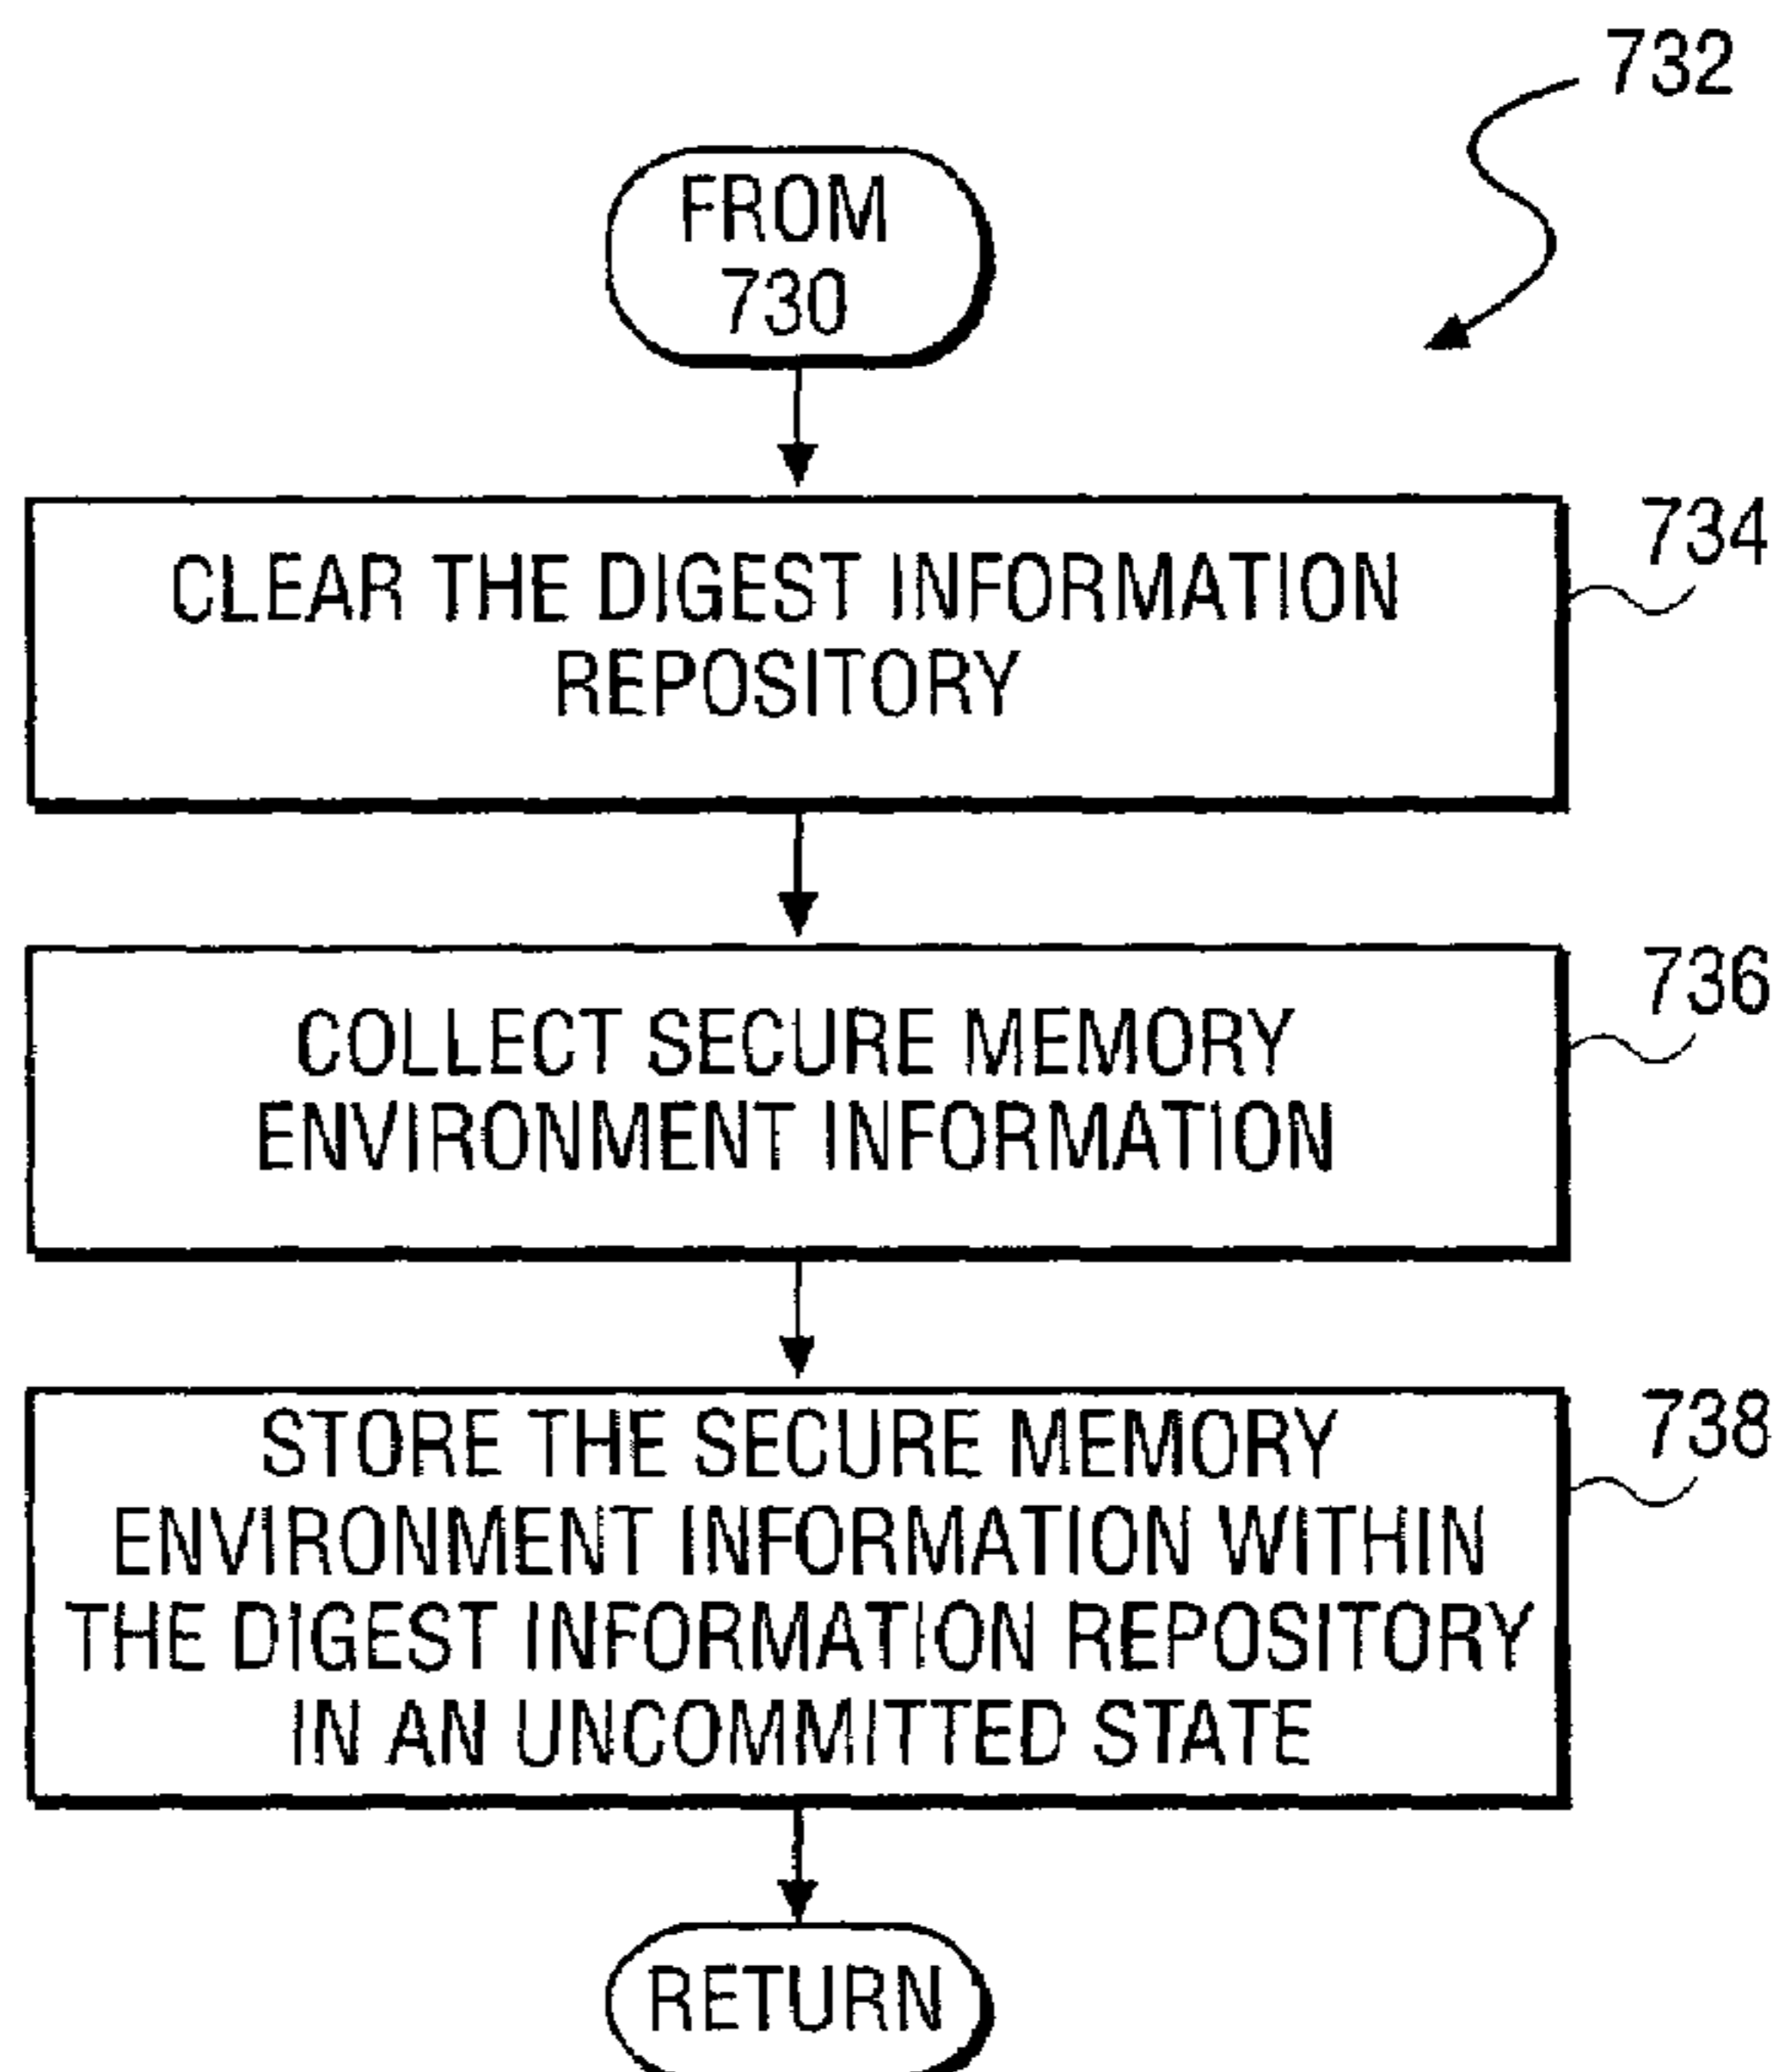 732
FROM
730
734
CLEAR THE DIGEST INFORMATION
REPOSITORY
736
COLLECT SECURE MEMORY
ENVIRONMENT INFORMATION
738
STORE THE SECURE MEMORY
ENVIRONMENT INFORMATION WITHIN
THE DIGEST INFORMATION REPOSITORY
IN AN UNCOMMITTED STATE
RETURN